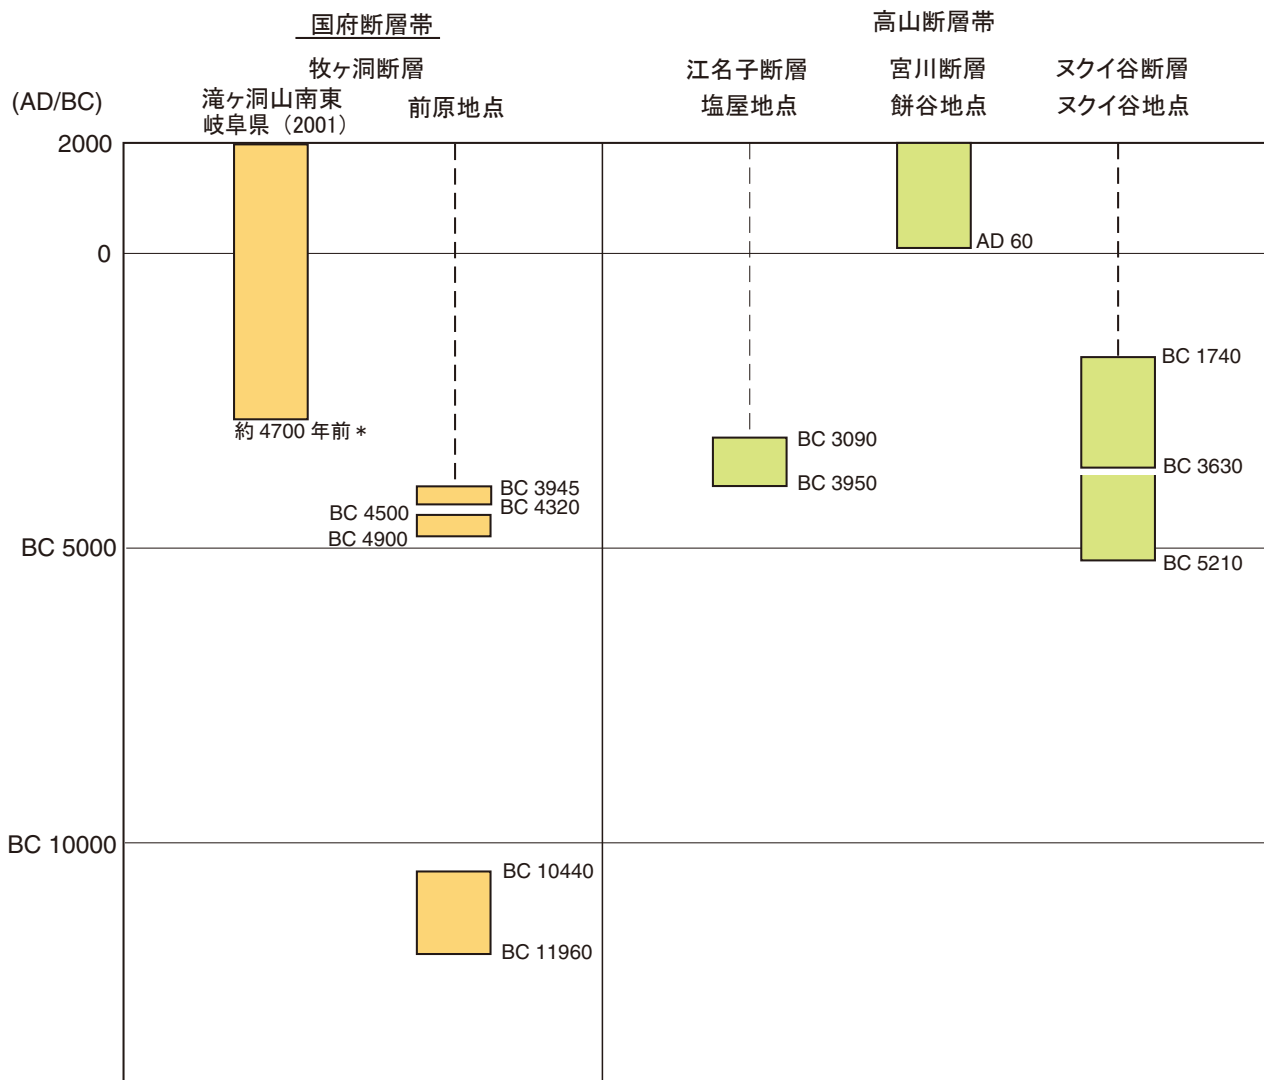 国府断層帯
高山断層帯
牧ヶ洞断層
江名子断層
宮川断層
ヌクイ谷断層
(AD/BC)
滝ヶ洞山南東
岐阜県（2001）
前原地点
塩屋地点
餅谷地点
ヌクイ谷地点
2000
AD 60
0
BC 1740
約 4700 年前 *
BC 3090
BC 3630
BC 3950
BC 3945
BC 4320
BC 4500
BC 4900
BC 5000
BC 5210
BC 10000
BC 10440
BC 11960